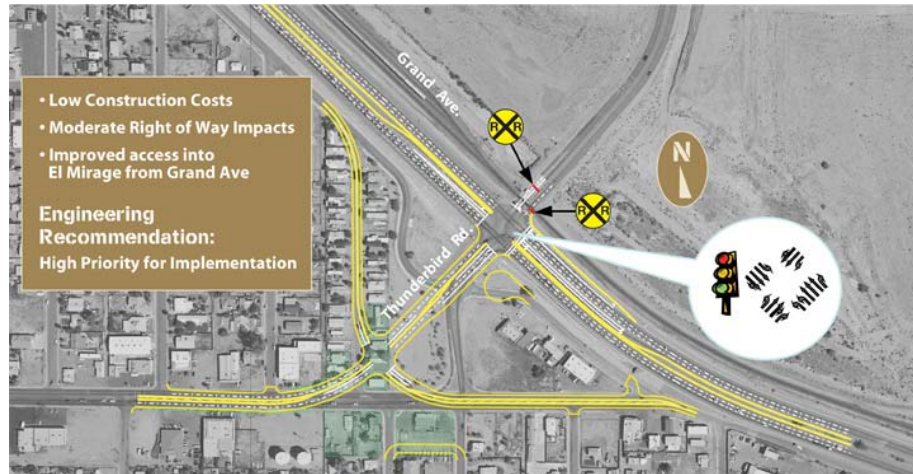 • Low Construction Costs
• Moderate Right of Way Impacts
• Improved access into
El Mirage from Grand Ave
Engineering
Recommendation:
High Priority for Implementation
Grand Ave.
Thunderbird Rd.
R R
R R
N